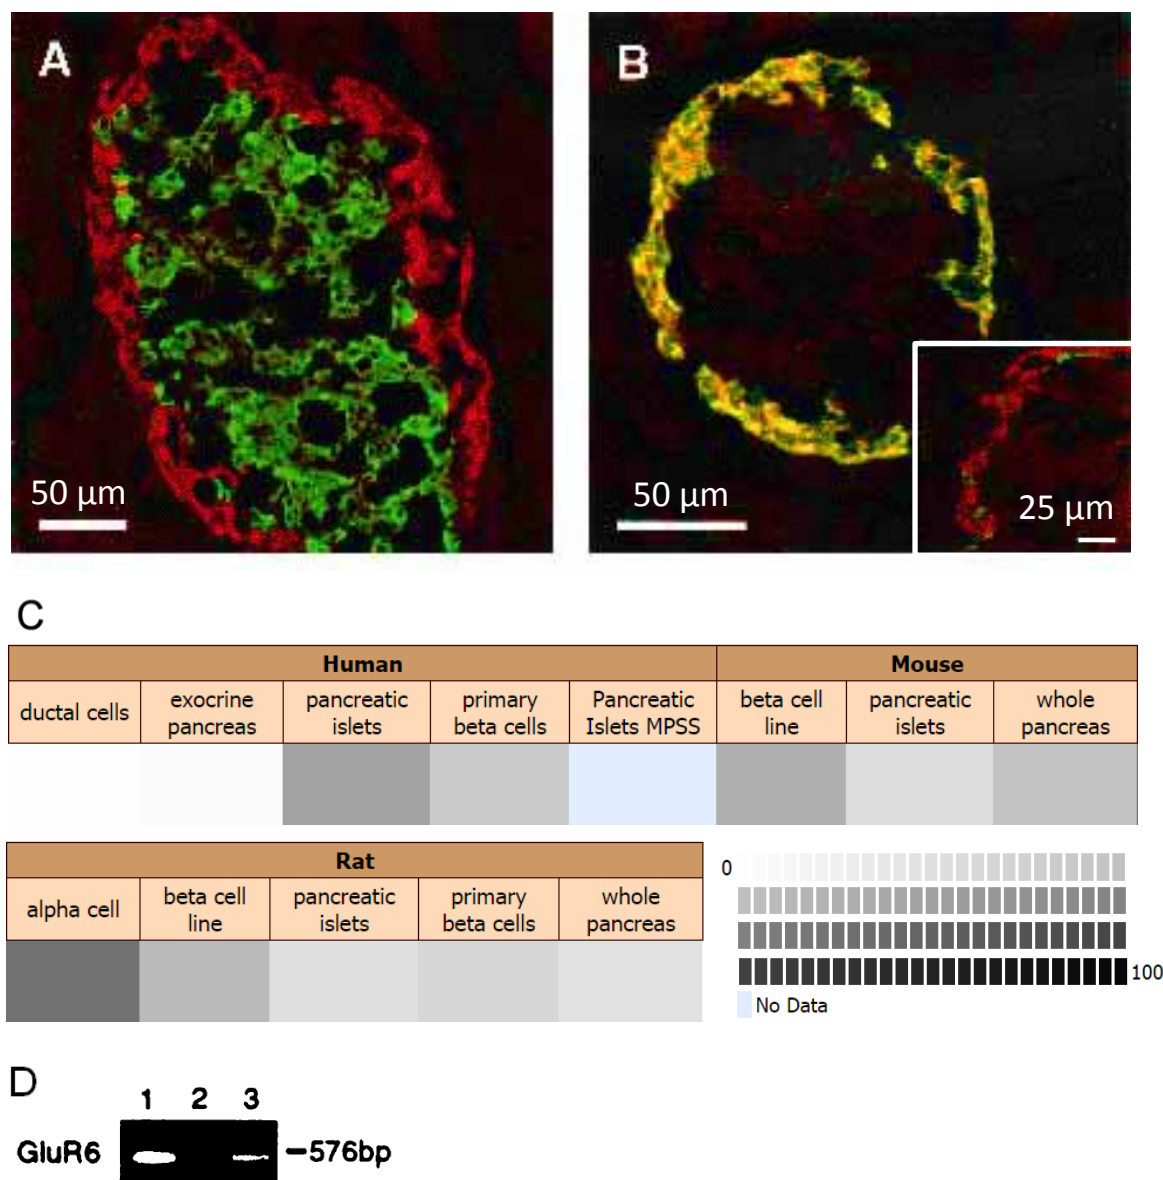 A
B
50 µm
50 µm
25 µm
C
Human
Mouse
ductal cells
exocrine
pancreas
pancreatic
islets
primary
beta cells
Pancreatic
Islets MPSS
beta cell
line
pancreatic
islets
whole
pancreas
Rat
alpha cell
beta cell
line
pancreatic
islets
primary
beta cells
whole
pancreas
0
100
No Data
D
1 2 3
GluR6
–576bp